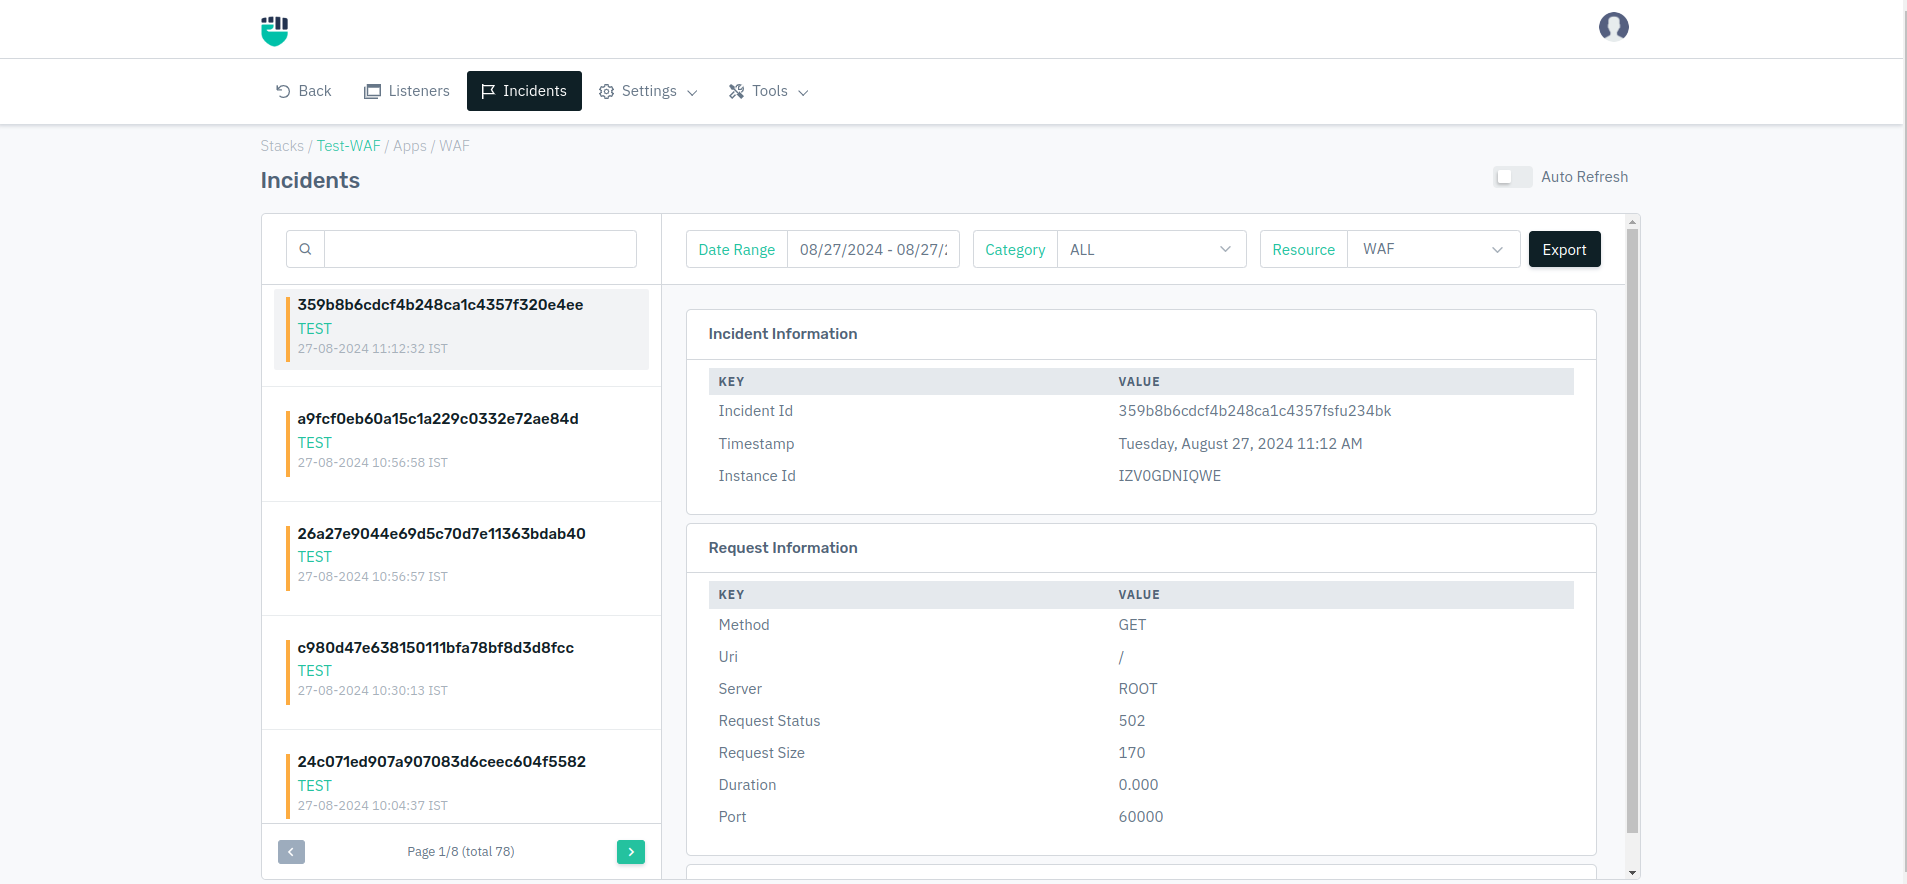 Back
Listeners
Incidents
Settings
Tools
Stacks / Test-WAF / Apps / WAF
Incidents
Auto Refresh
Date Range
08/27/2024 - 08/27/2
Category
ALL
Resource
WAF
Export
359b8b6cdcf4b248ca1c4357f320e4ee
TEST
27-08-2024 11:12:32 IST
a9fcf0eb60a15c1a229c0332e72ae84d
TEST
27-08-2024 10:56:58 IST
26a27e9044e69d5c70d7e11363bdab40
TEST
27-08-2024 10:56:57 IST
c980d47e638150111bfa78bf8d3d8fcc
TEST
27-08-2024 10:30:13 IST
24c071ed907a907083d6ceec604f5582
TEST
27-08-2024 10:04:37 IST
Page 1/8 (total 78)
Incident Information
KEY VALUE
Incident Id 359b8b6cdcf4b248ca1c4357fsfu234bk
Timestamp Tuesday, August 27, 2024 11:12 AM
Instance Id IZV0GDNIQWE
Request Information
KEY VALUE
Method GET
Uri /
Server ROOT
Request Status 502
Request Size 170
Duration 0.000
Port 60000